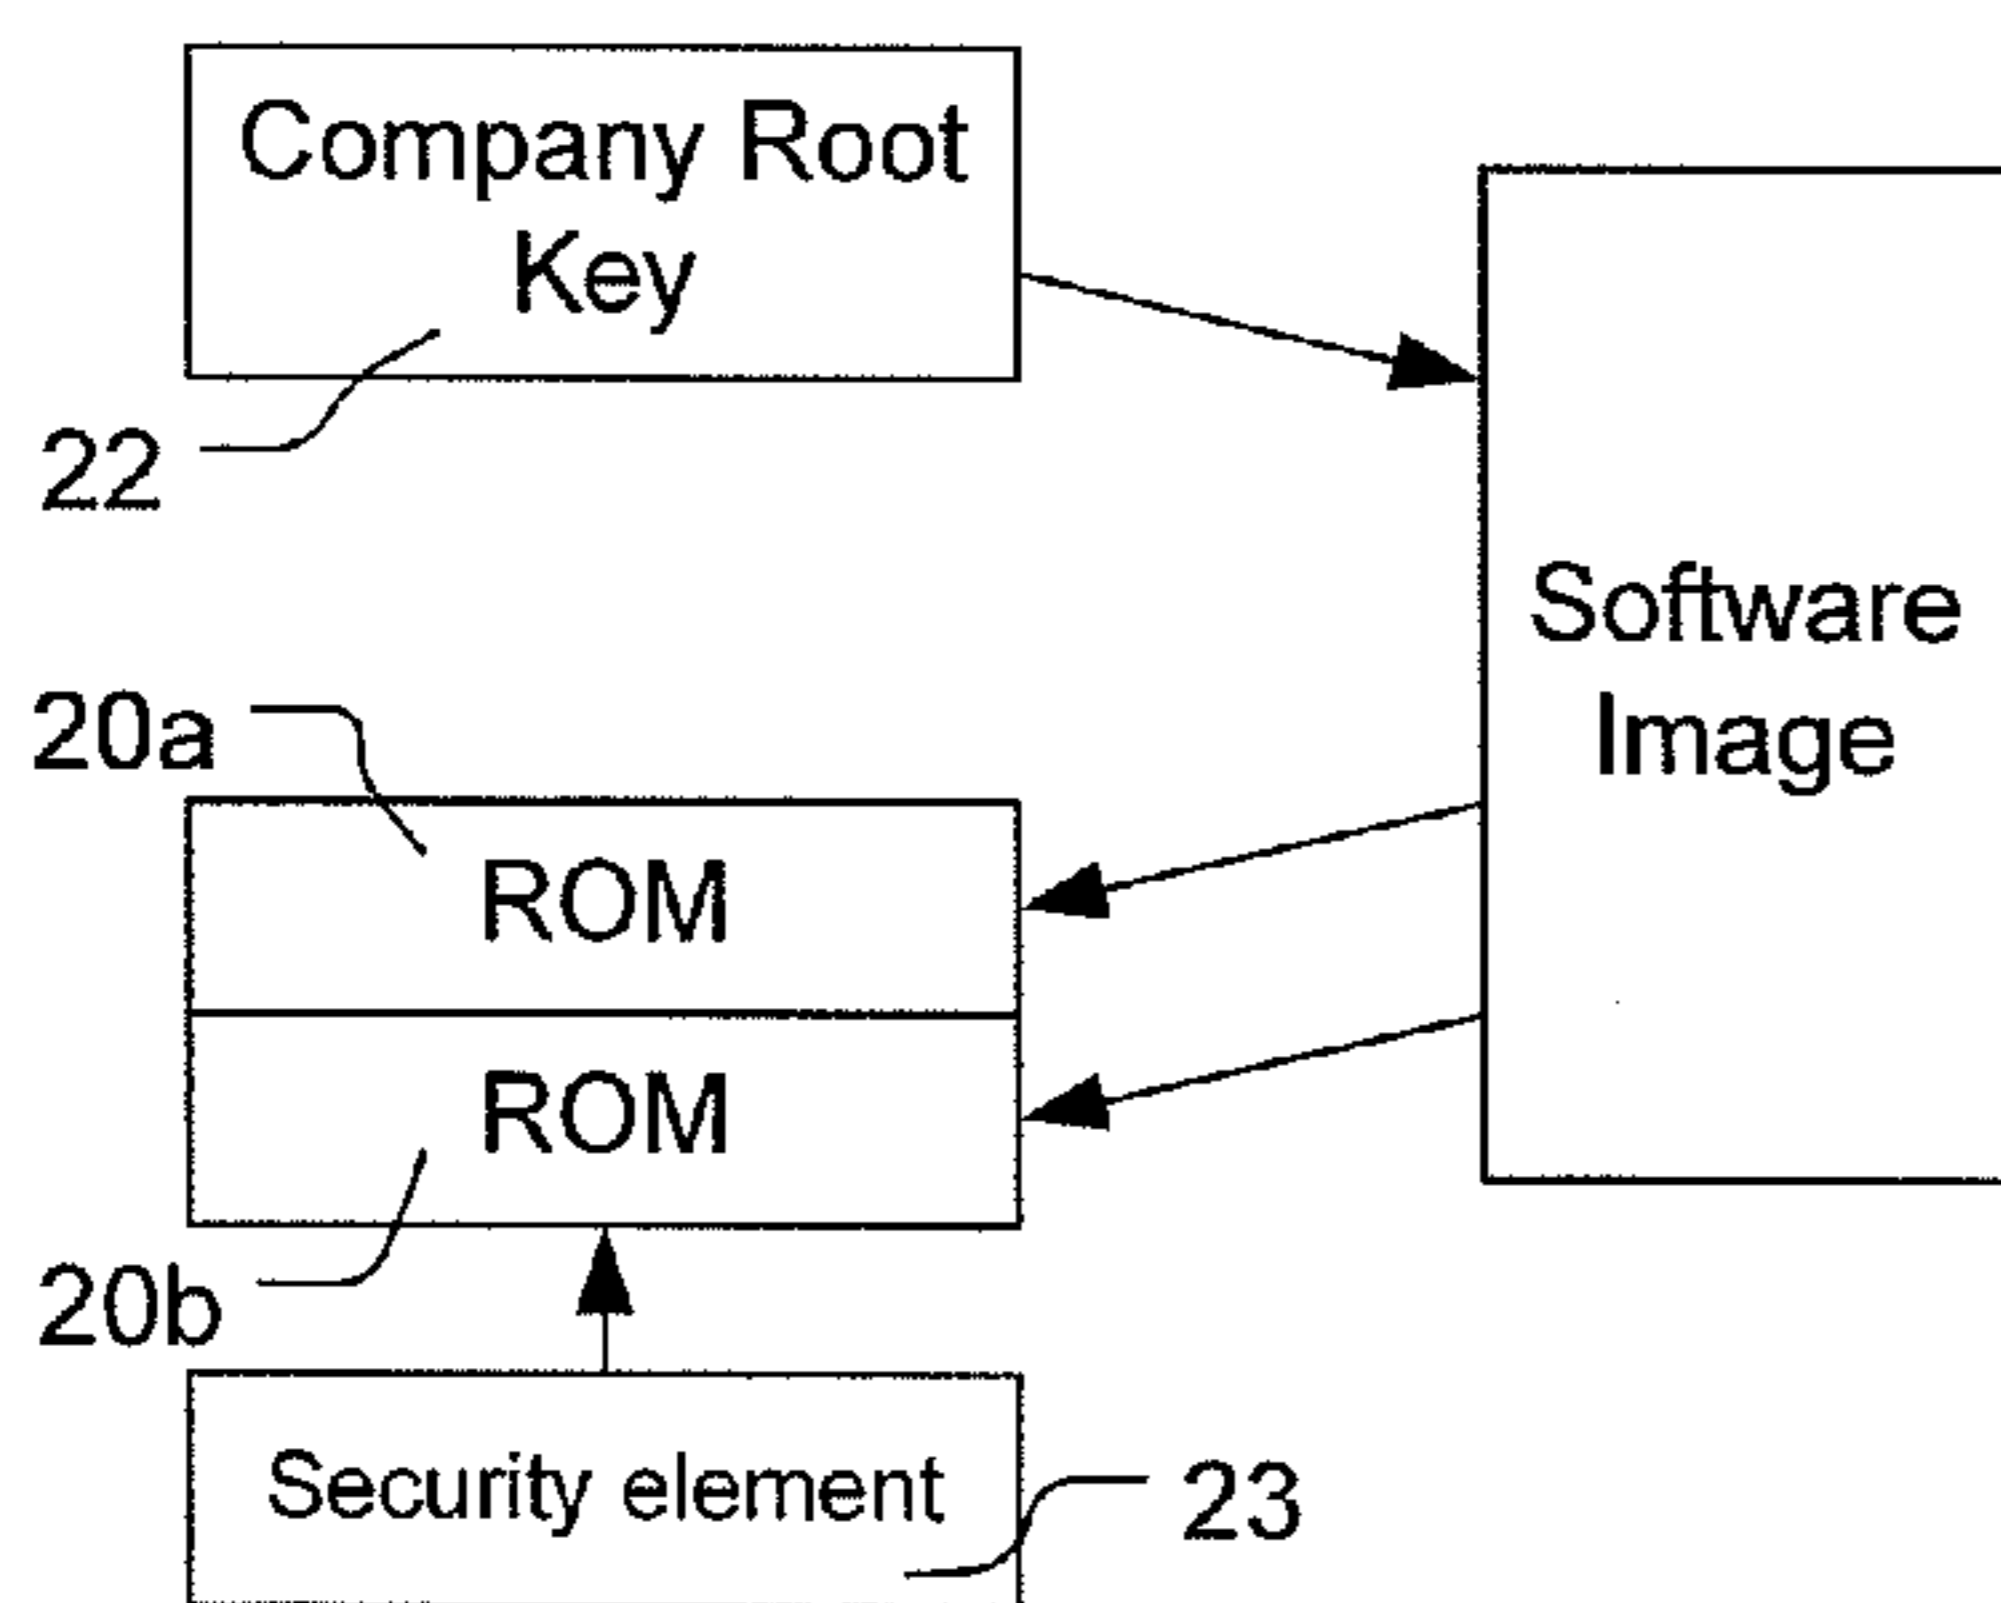 Company Root
Key
22
Software
Image
20a
ROM
ROM
20b
Security element
23